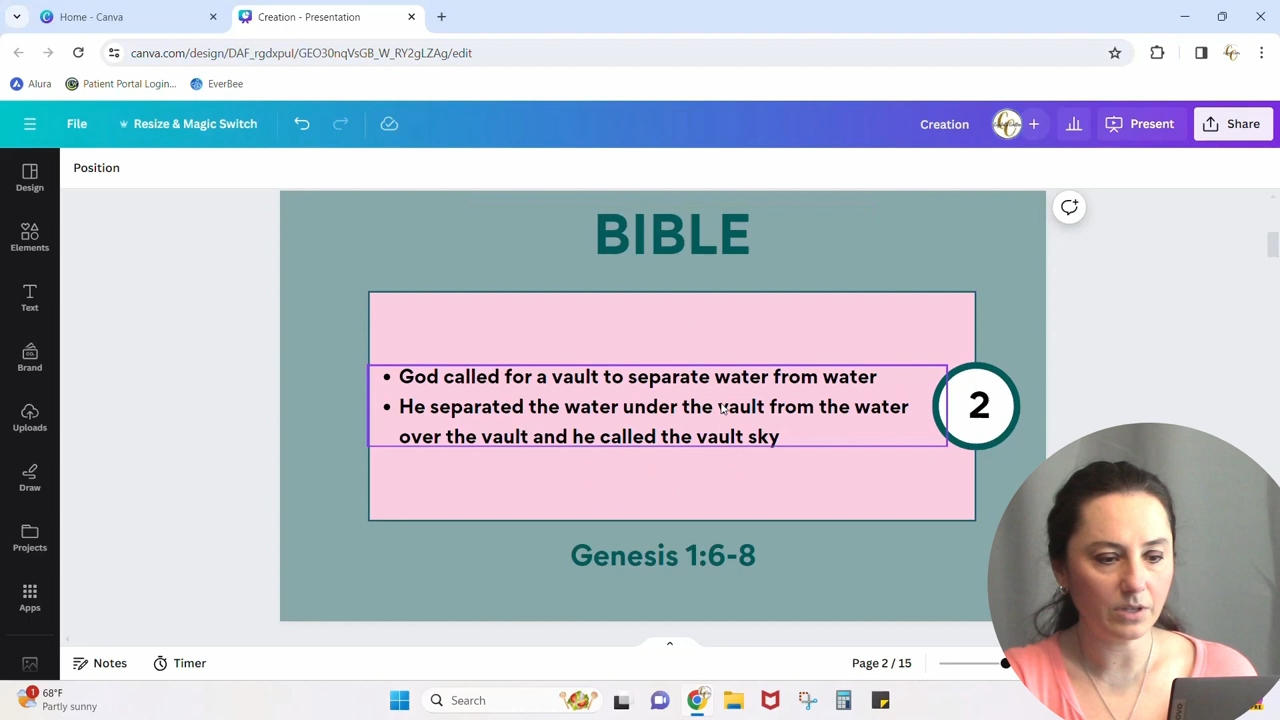 Home - Canva
Creation - Presentation
canva.com/design/DAF_rgdxpuI/GEO30nqVsGB_W_RY2gLZAg/edit
Alura
Patient Portal Login...
EverBee
File
Resize & Magic Switch
Creation
Present
Share
Position
Design
Elements
Text
Brand
Uploads
Draw
Projects
Apps
BIBLE
• God called for a vault to separate water from water
• He separated the water under the vault from the water
over the vault and he called the vault sky
2
Genesis 1:6-8
Notes
Timer
Page 2 / 15
1
68°F
Partly sunny
Search